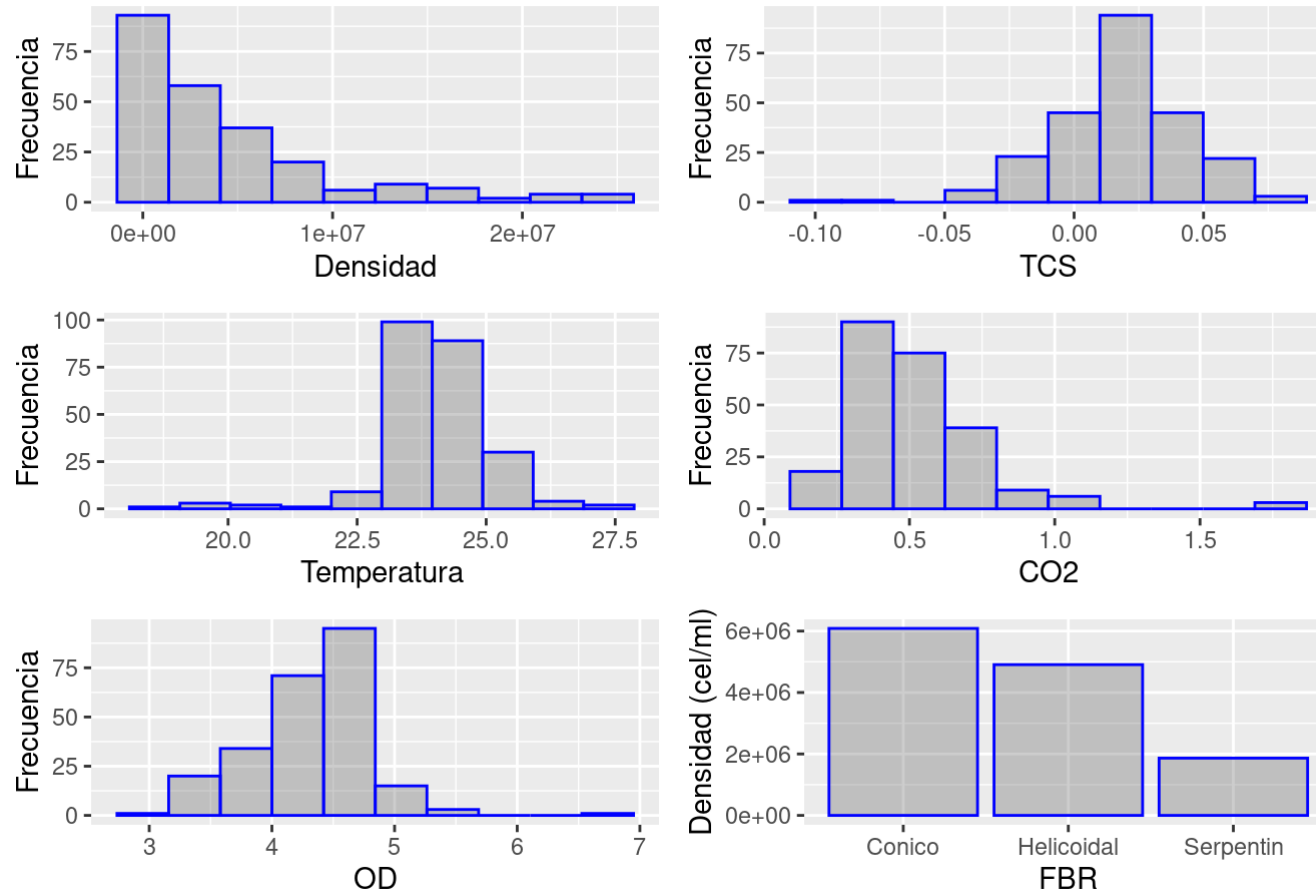 Frecuencia
75
50
25
0
0e+00 1e+07 2e+07
Densidad
Frecuencia
75
50
25
0
-0.10 -0.05 0.00 0.05
TCS
Frecuencia
100
75
50
25
0
20.0 22.5 25.0 27.5
Temperatura
Frecuencia
75
50
25
0
0.0 0.5 1.0 1.5
CO2
Frecuencia
75
50
25
0
3 4 5 6 7
OD
Densidad (cel/ml)
6e+06
4e+06
2e+06
0e+00
Conico Helicoidal Serpentin
FBR